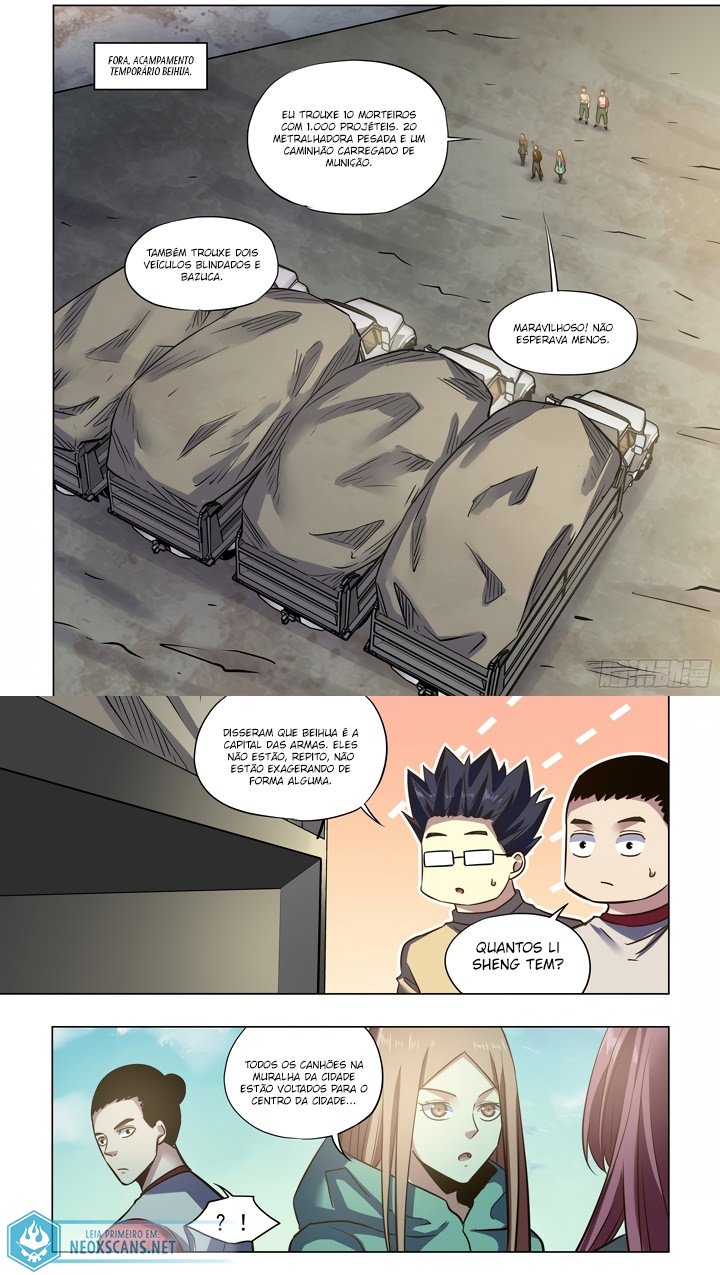 FORA, ACAMPAMENTO
TEMPORÁRIO BEIHUA.
EU TROUXE 10 MORTEIROS
COM 1.000 PROJÉTEIS. 20
METRALHADORA PESADA E UM
CAMINHÃO CARREGADO DE
MUNIÇÃO.
TAMBÉM TROUXE DOIS
VEÍCULOS BLINDADOS E
BAZUCA.
MARAVILHOSO! NÃO
ESPERAVA MENOS.
DISSERAM QUE BEIHUA É A
CAPITAL DAS ARMAS. ELES
NÃO ESTÃO, REPITO, NÃO
ESTÃO EXAGERANDO DE
FORMA ALGUMA.
QUANTOS LI
SHENG TEM?
TODOS OS CANHÕES NA
MURALHA DA CIDADE
ESTÃO VOLTADOS PARA O
CENTRO DA CIDADE...
? !
LEIA PRIMEIRO EM:
NEOXSCANS.NET